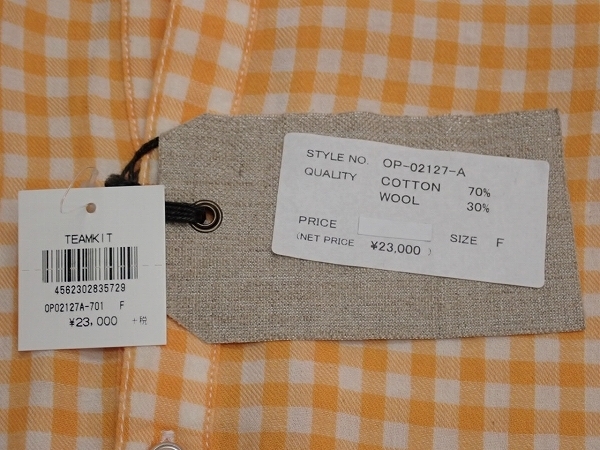 TEAMKIT
4562302835729
OP02127A-701 F
¥23,000 +税
STYLE NO. OP-02127-A
QUALITY COTTON 70%
WOOL 30%
PRICE
(NET PRICE ¥23,000 )
SIZE F